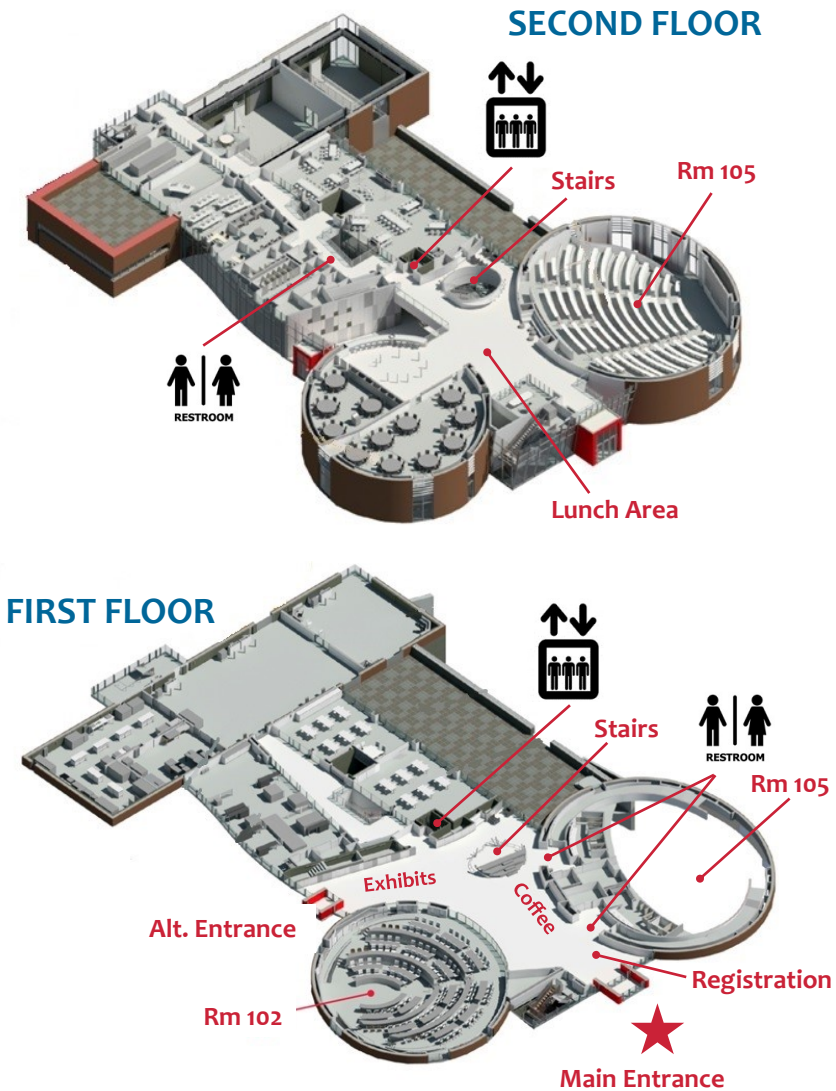 SECOND FLOOR
Stairs
Rm 105
RESTROOM
Lunch Area
FIRST FLOOR
Stairs
RESTROOM
Rm 105
Exhibits
Coffee
Alt. Entrance
Registration
Rm 102
Main Entrance